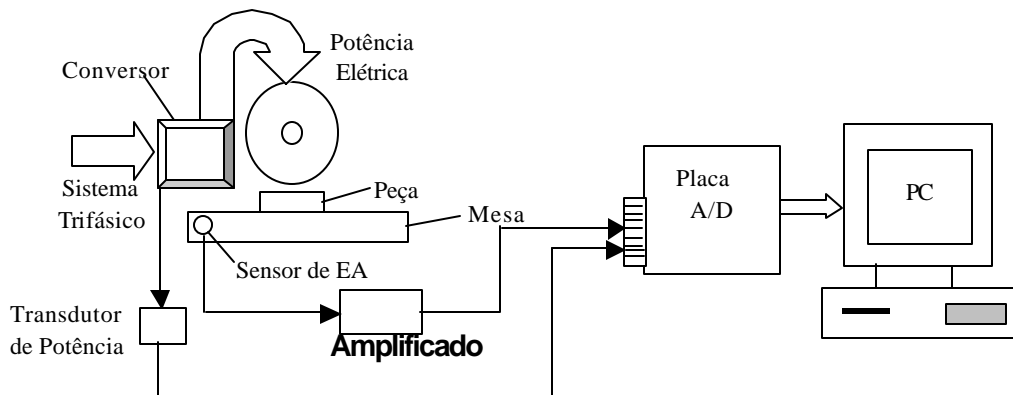 Potência
Elétrica
Conversor
Sistema
Trifásico
Peça
Mesa
Sensor de EA
Placa
A/D
PC
Transdutor
de Potência
Amplificado